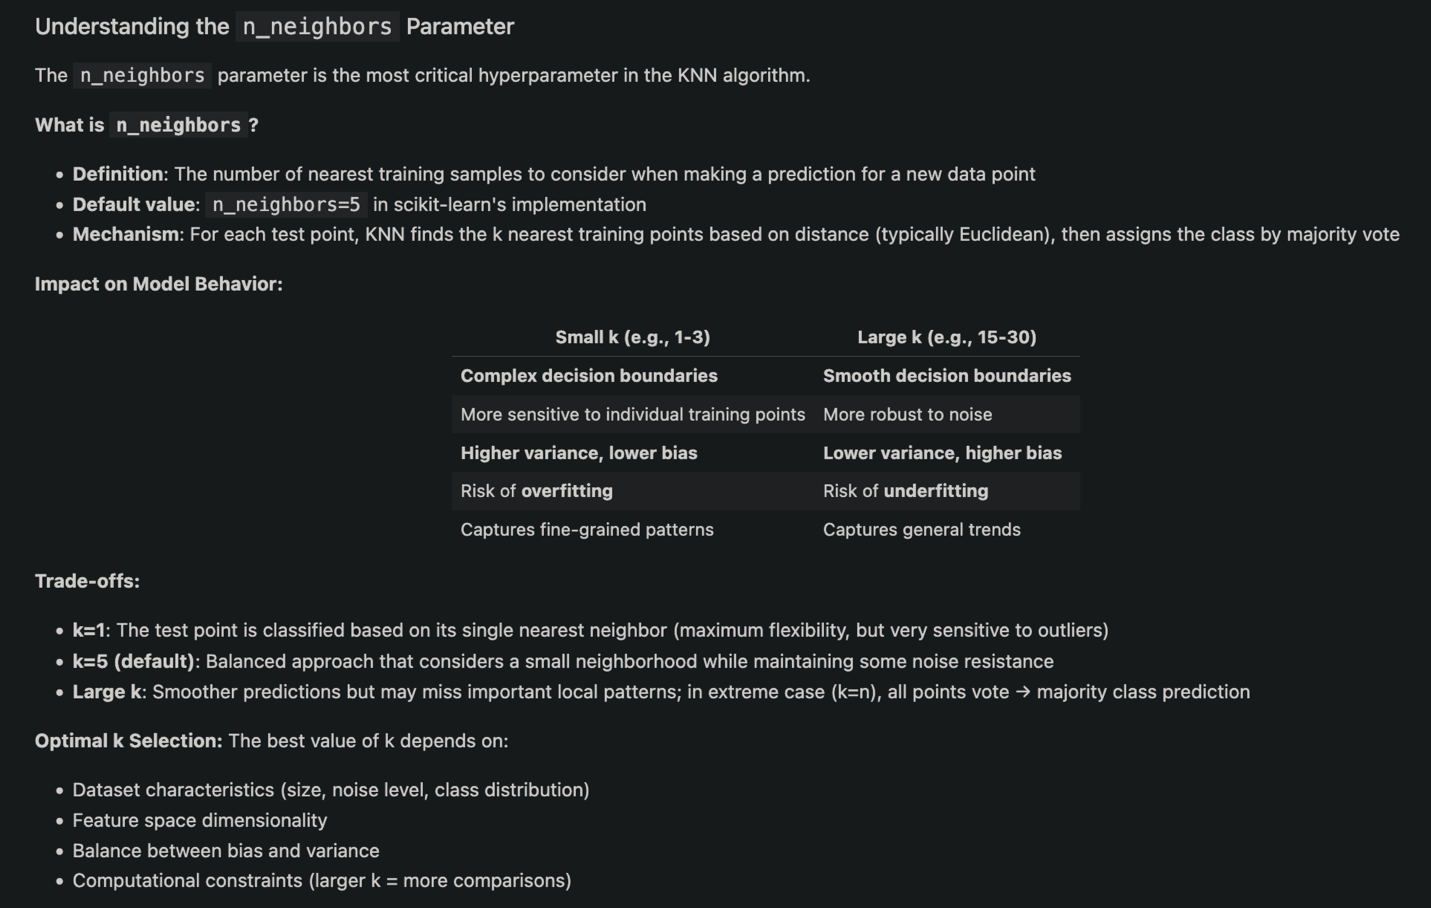 Understanding the n_neighbors Parameter
The n_neighbors parameter is the most critical hyperparameter in the KNN algorithm.
What is n_neighbors ?
• Definition: The number of nearest training samples to consider when making a prediction for a new data point
• Default value: n_neighbors=5 in scikit-learn's implementation
• Mechanism: For each test point, KNN finds the k nearest training points based on distance (typically Euclidean), then assigns the class by majority vote
Impact on Model Behavior:
Small k (e.g., 1-3) Large k (e.g., 15-30)
Complex decision boundaries Smooth decision boundaries
More sensitive to individual training points More robust to noise
Higher variance, lower bias Lower variance, higher bias
Risk of overfitting Risk of underfitting
Captures fine-grained patterns Captures general trends
Trade-offs:
• k=1: The test point is classified based on its single nearest neighbor (maximum flexibility, but very sensitive to outliers)
• k=5 (default): Balanced approach that considers a small neighborhood while maintaining some noise resistance
• Large k: Smoother predictions but may miss important local patterns; in extreme case (k=n), all points vote → majority class prediction
Optimal k Selection: The best value of k depends on:
• Dataset characteristics (size, noise level, class distribution)
• Feature space dimensionality
• Balance between bias and variance
• Computational constraints (larger k = more comparisons)